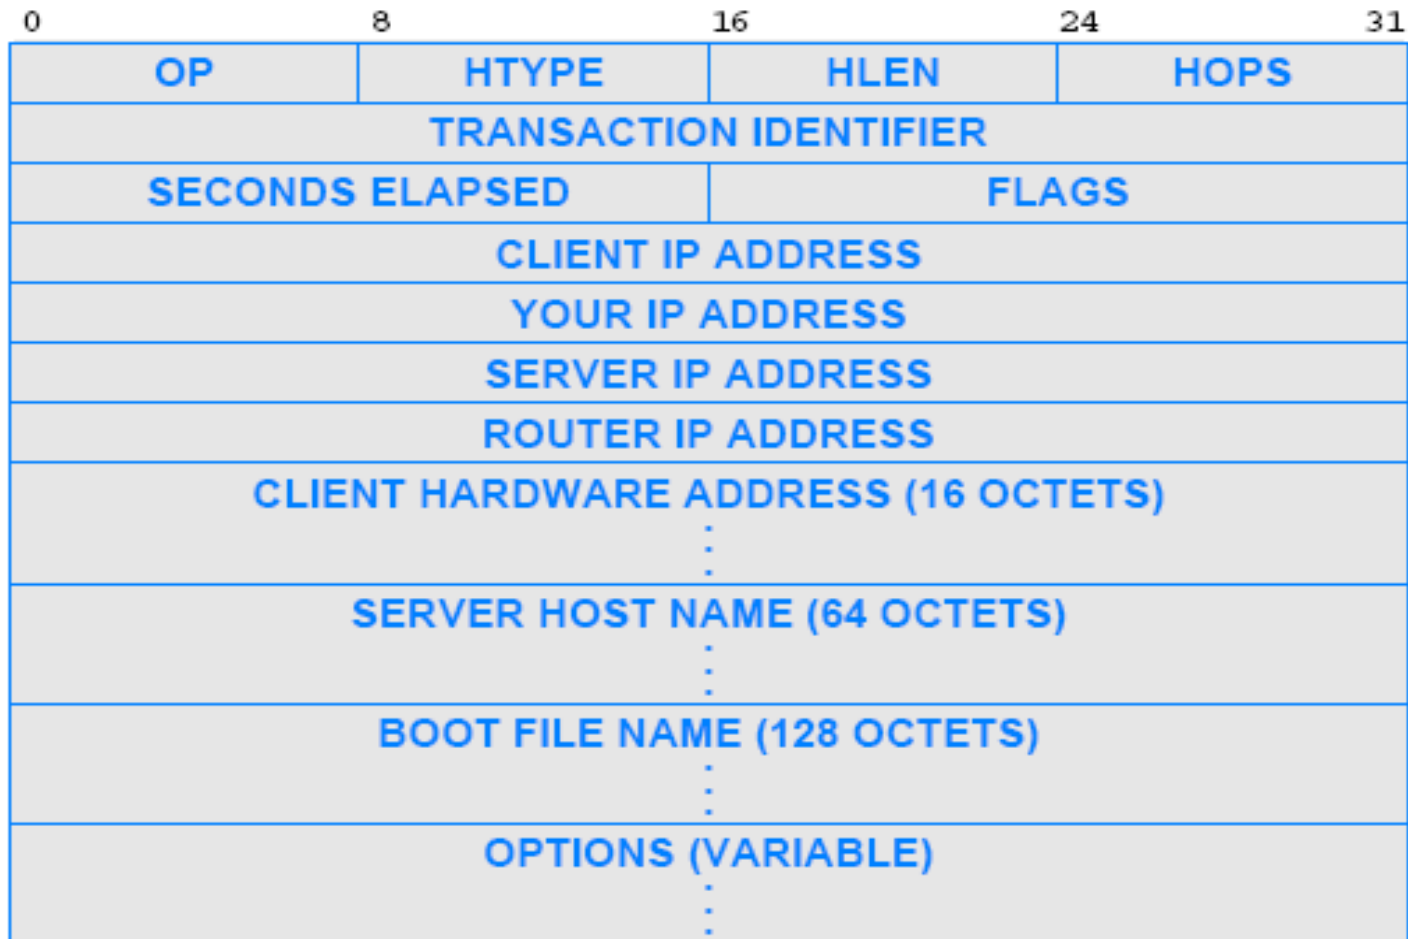 0 8 16 24 31
OP HTYPE HLEN HOPS
TRANSACTION IDENTIFIER
SECONDS ELAPSED FLAGS
CLIENT IP ADDRESS
YOUR IP ADDRESS
SERVER IP ADDRESS
ROUTER IP ADDRESS
CLIENT HARDWARE ADDRESS (16 OCTETS)
SERVER HOST NAME (64 OCTETS)
BOOT FILE NAME (128 OCTETS)
OPTIONS (VARIABLE)